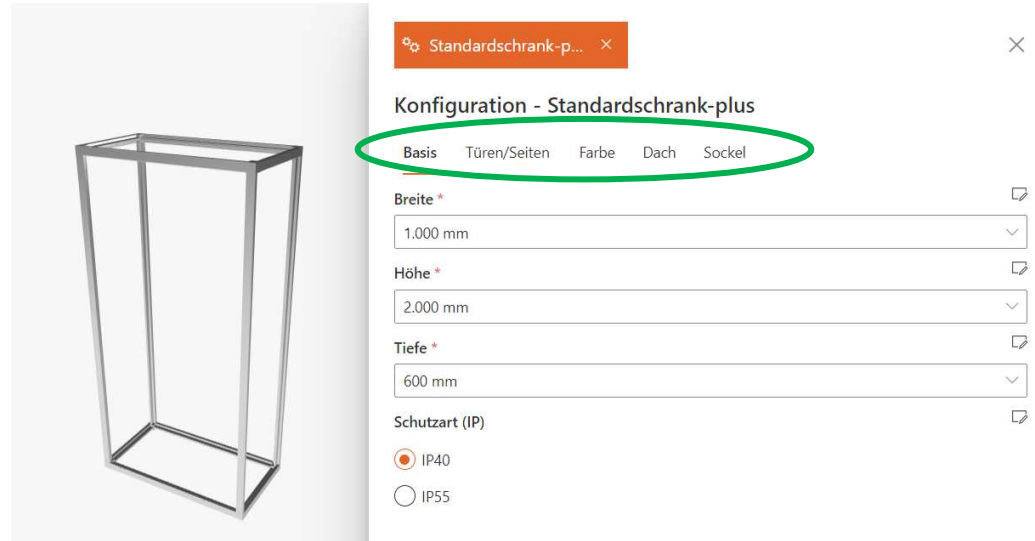 Standardschrank-p...
Konfiguration - Standardschrank-plus
Basis Türen/Seiten Farbe Dach Sockel
Breite *
1.000 mm
Höhe *
2.000 mm
Tiefe *
600 mm
Schutzart (IP)
IP40
IP55